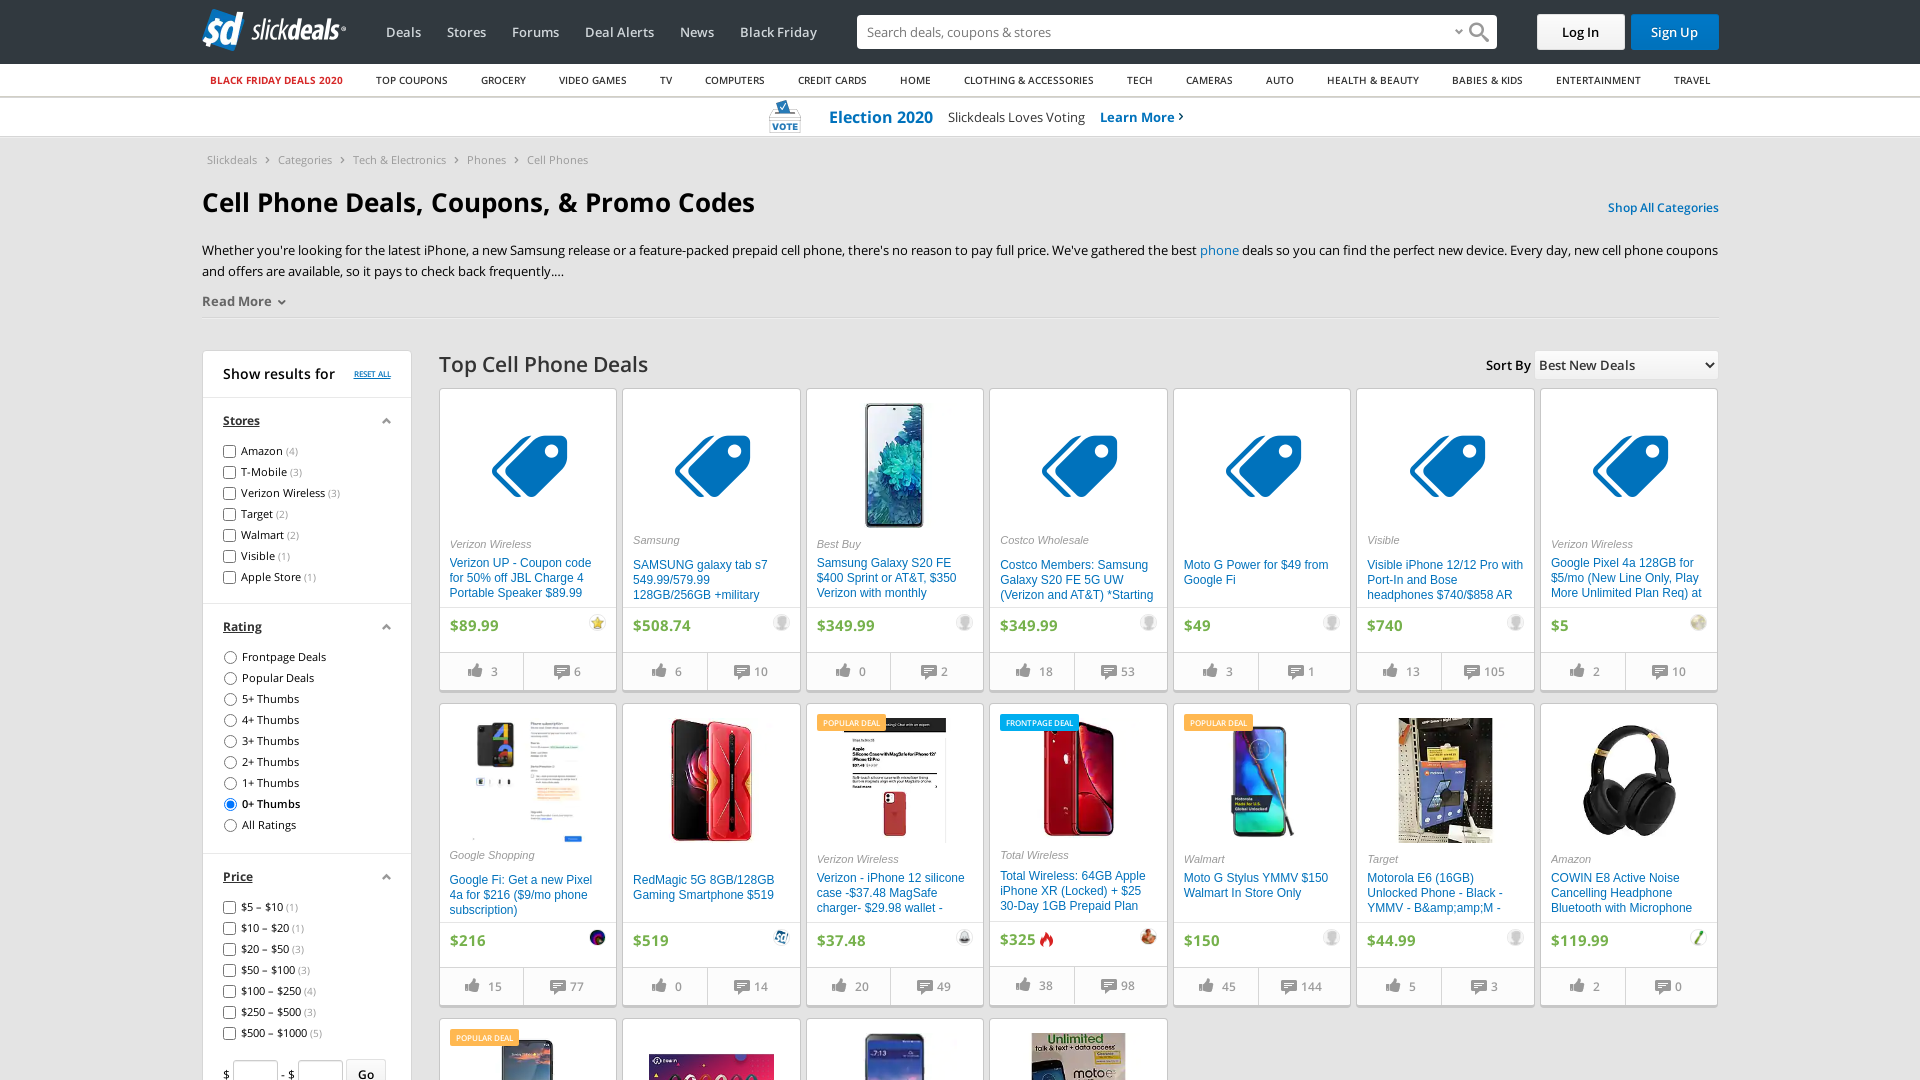 sd slickdeals
Deals
Stores
Forums
Deal Alerts
News
Black Friday
Search deals, coupons & stores
Log In
Sign Up
BLACK FRIDAY DEALS 2020
TOP COUPONS
GROCERY
VIDEO GAMES
TV
COMPUTERS
CREDIT CARDS
HOME
CLOTHING & ACCESSORIES
TECH
CAMERAS
AUTO
HEALTH & BEAUTY
BABIES & KIDS
ENTERTAINMENT
TRAVEL
VOTE
Election 2020
Slickdeals Loves Voting
Learn More
Slickdeals > Categories > Tech & Electronics > Phones > Cell Phones
Cell Phone Deals, Coupons, & Promo Codes
Shop All Categories
Whether you're looking for the latest iPhone, a new Samsung release or a feature-packed prepaid cell phone, there's no reason to pay full price. We've gathered the best phone deals so you can find the perfect new device. Every day, new cell phone coupons
and offers are available, so it pays to check back frequently....
Read More
Show results for
RESET ALL
Stores
Amazon (4)
T-Mobile (3)
Verizon Wireless (3)
Target (2)
Walmart (2)
Visible (1)
Apple Store (1)
Rating
Frontpage Deals
Popular Deals
5+ Thumbs
4+ Thumbs
3+ Thumbs
2+ Thumbs
1+ Thumbs
0+ Thumbs
All Ratings
Price
$5 – $10 (1)
$10 – $20 (1)
$20 – $50 (3)
$50 – $100 (3)
$100 – $250 (4)
$250 – $500 (3)
$500 – $1000 (5)
$ - $ Go
Top Cell Phone Deals
Sort By
Best New Deals
Verizon Wireless
Verizon UP - Coupon code
for 50% off JBL Charge 4
Portable Speaker $89.99
$89.99
3
6
Samsung
SAMSUNG galaxy tab s7
549.99/579.99
128GB/256GB +military
$508.74
6
10
Best Buy
Samsung Galaxy S20 FE
$400 Sprint or AT&T, $350
Verizon with monthly
$349.99
0
2
Costco Wholesale
Costco Members: Samsung
Galaxy S20 FE 5G UW
(Verizon and AT&T) *Starting
$349.99
18
53
Moto G Power for $49 from
Google Fi
$49
3
1
Visible
Visible iPhone 12/12 Pro with
Port-In and Bose
headphones $740/$858 AR
$740
13
105
Verizon Wireless
Google Pixel 4a 128GB for
$5/mo (New Line Only, Play
More Unlimited Plan Req) at
$5
2
10
Google Shopping
Google Fi: Get a new Pixel
4a for $216 ($9/mo phone
subscription)
$216
15
77
RedMagic 5G 8GB/128GB
Gaming Smartphone $519
$519
0
14
POPULAR DEAL
Apple
Silicone Case with MagSafe for iPhone 12/
iPhone 12 Pro
Verizon Wireless
Verizon - iPhone 12 silicone
case -$37.48 MagSafe
charger- $29.98 wallet -
$37.48
20
49
FRONTPAGE DEAL
Total Wireless
Total Wireless: 64GB Apple
iPhone XR (Locked) + $25
30-Day 1GB Prepaid Plan
$325
38
98
POPULAR DEAL
Walmart
Moto G Stylus YMMV $150
Walmart In Store Only
$150
45
144
Target
Motorola E6 (16GB)
Unlocked Phone - Black -
YMMV - B&amp;amp;M -
$44.99
5
3
Amazon
COWIN E8 Active Noise
Cancelling Headphone
Bluetooth with Microphone
$119.99
2
0
POPULAR DEAL
7:13
Unlimited
talk & text + data access
moto e